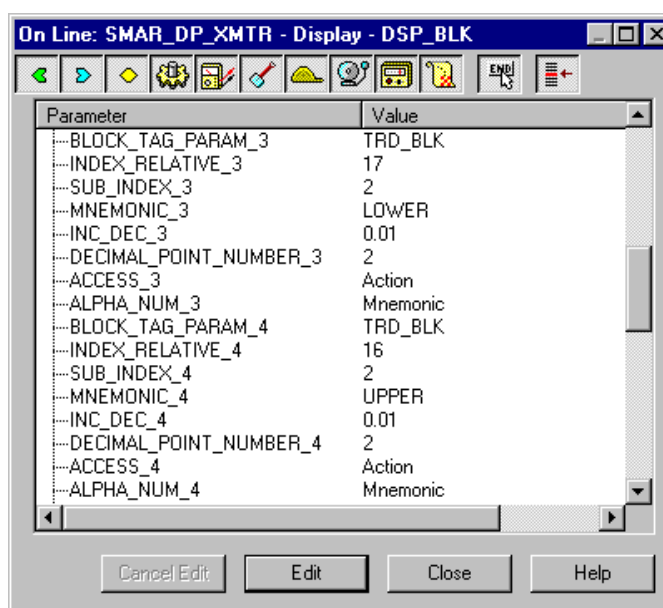 On Line: SMAR_DP_XMTR - Display - DSP_BLK
END
Parameter Value
BLOCK_TAG_PARAM_3 TRD_BLK
INDEX_RELATIVE_3 17
SUB_INDEX_3 2
MNEMONIC_3 LOWER
INC_DEC_3 0.01
DECIMAL_POINT_NUMBER_3 2
ACCESS_3 Action
ALPHA_NUM_3 Mnemonic
BLOCK_TAG_PARAM_4 TRD_BLK
INDEX_RELATIVE_4 16
SUB_INDEX_4 2
MNEMONIC_4 UPPER
INC_DEC_4 0.01
DECIMAL_POINT_NUMBER_4 2
ACCESS_4 Action
ALPHA_NUM_4 Mnemonic
Cancel Edit Edit Close Help